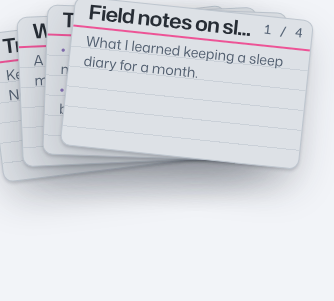 Field notes on sl... 1 / 4
What I learned keeping a sleep
diary for a month.